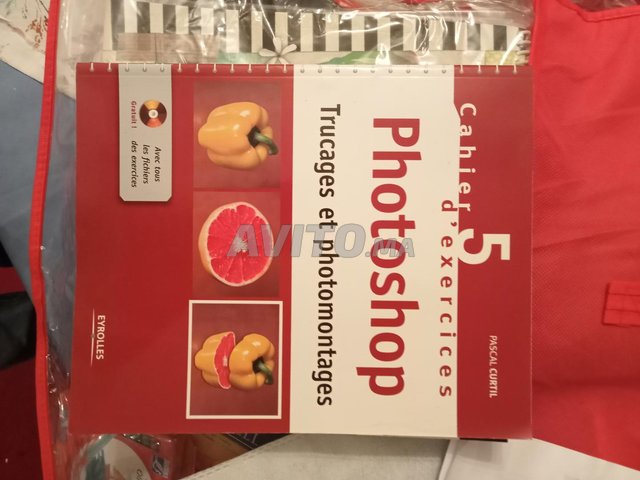 PASCAL CURTIL
Cahier
d'exercices
5
Photoshop
Trucages et photomontages
Avec tous
les fichiers
des exercices
Gratuit !
EYROLLES
AVITO.MA